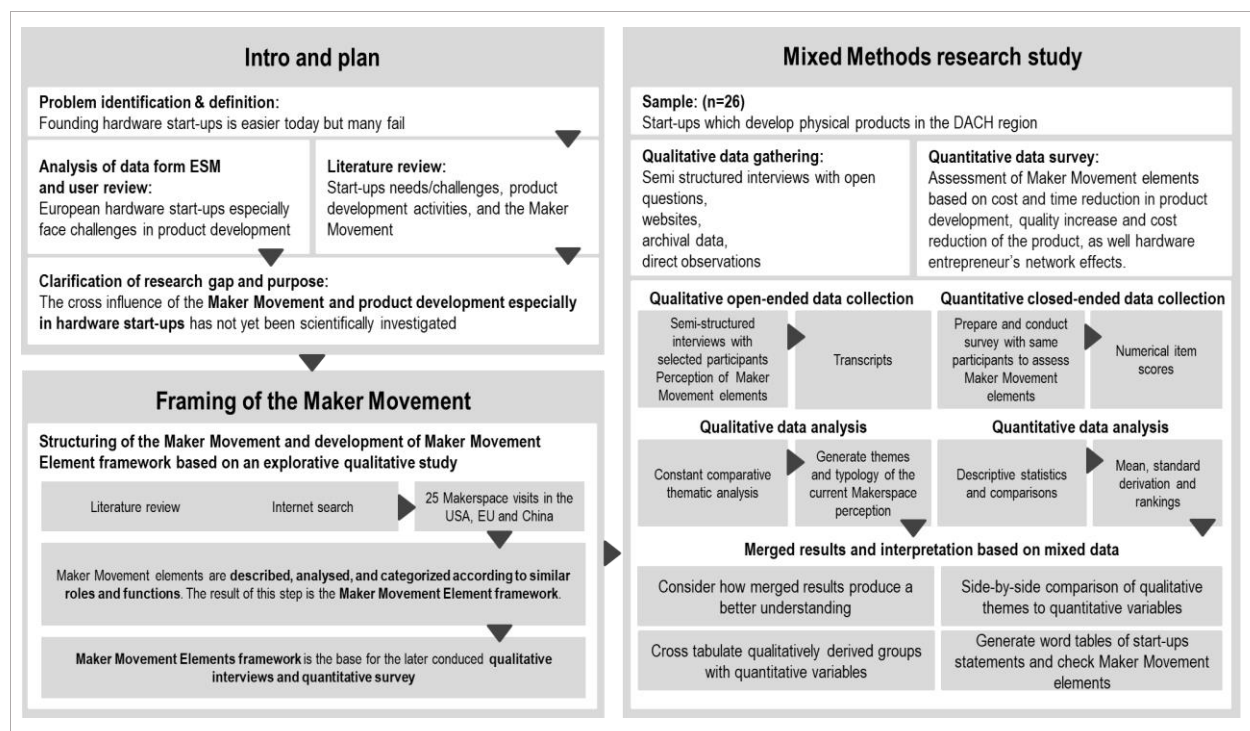 Intro and plan
Problem identification & definition:
Founding hardware start-ups is easier today but many fail
Analysis of data form ESM
and user review:
European hardware start-ups especially
face challenges in product development
Literature review:
Start-ups needs/challenges, product
development activities, and the Maker
Movement
Clarification of research gap and purpose:
The cross influence of the Maker Movement and product development especially
in hardware start-ups has not yet been scientifically investigated
Framing of the Maker Movement
Structuring of the Maker Movement and development of Maker Movement
Element framework based on an explorative qualitative study
Literature review
Internet search
25 Makerspace visits in the
USA, EU and China
Maker Movement elements are described, analysed, and categorized according to similar
roles and functions. The result of this step is the Maker Movement Element framework.
Maker Movement Elements framework is the base for the later conducted qualitative
interviews and quantitative survey
Mixed Methods research study
Sample: (n=26)
Start-ups which develop physical products in the DACH region
Qualitative data gathering:
Semi structured interviews with open
questions,
websites,
archival data,
direct observations
Quantitative data survey:
Assessment of Maker Movement elements
based on cost and time reduction in product
development, quality increase and cost
reduction of the product, as well hardware
entrepreneur's network effects.
Qualitative open-ended data collection
Semi-structured
interviews with
selected participants
Perception of Maker
Movement elements
Transcripts
Quantitative closed-ended data collection
Prepare and conduct
survey with same
participants to assess
Maker Movement
elements
Numerical item
scores
Qualitative data analysis
Constant comparative
thematic analysis
Generate themes
and typology of the
current Makerspace
perception
Quantitative data analysis
Descriptive statistics
and comparisons
Mean, standard
derivation and
rankings
Merged results and interpretation based on mixed data
Consider how merged results produce a
better understanding
Side-by-side comparison of qualitative
themes to quantitative variables
Cross tabulate qualitatively derived groups
with quantitative variables
Generate word tables of start-ups
statements and check Maker Movement
elements